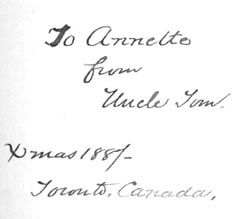 To Annette
from
Uncle Tom.
Xmas 1881-
Toronto, Canada.